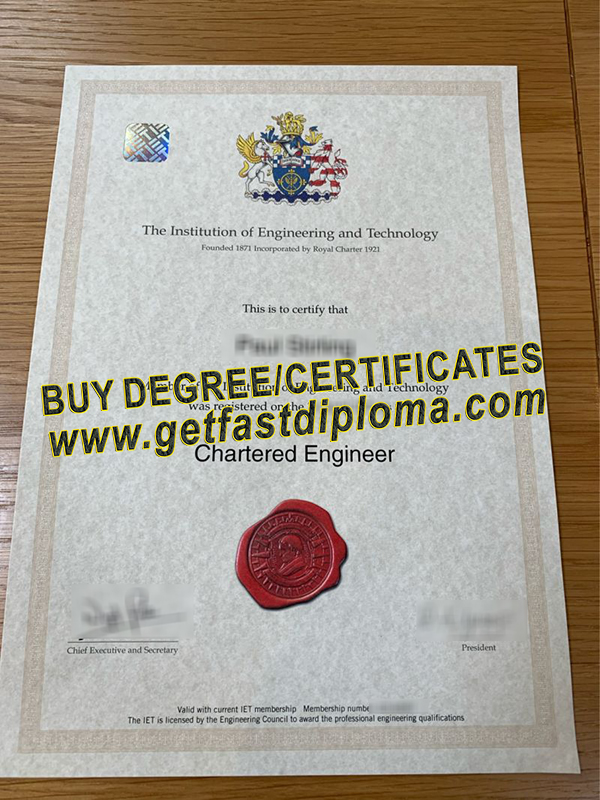 The Institution of Engineering and Technology
Founded 1871 Incorporated by Royal Charter 1921
This is to certify that
BUY DEGREE/CERTIFICATES
and Technology
was registered on the
www.getfastdiploma.com
Chartered Engineer
Chief Executive and Secretary
President
Valid with current IET membership Membership numbe
The IET is licensed by the Engineering Council to award the professional engineering qualifications